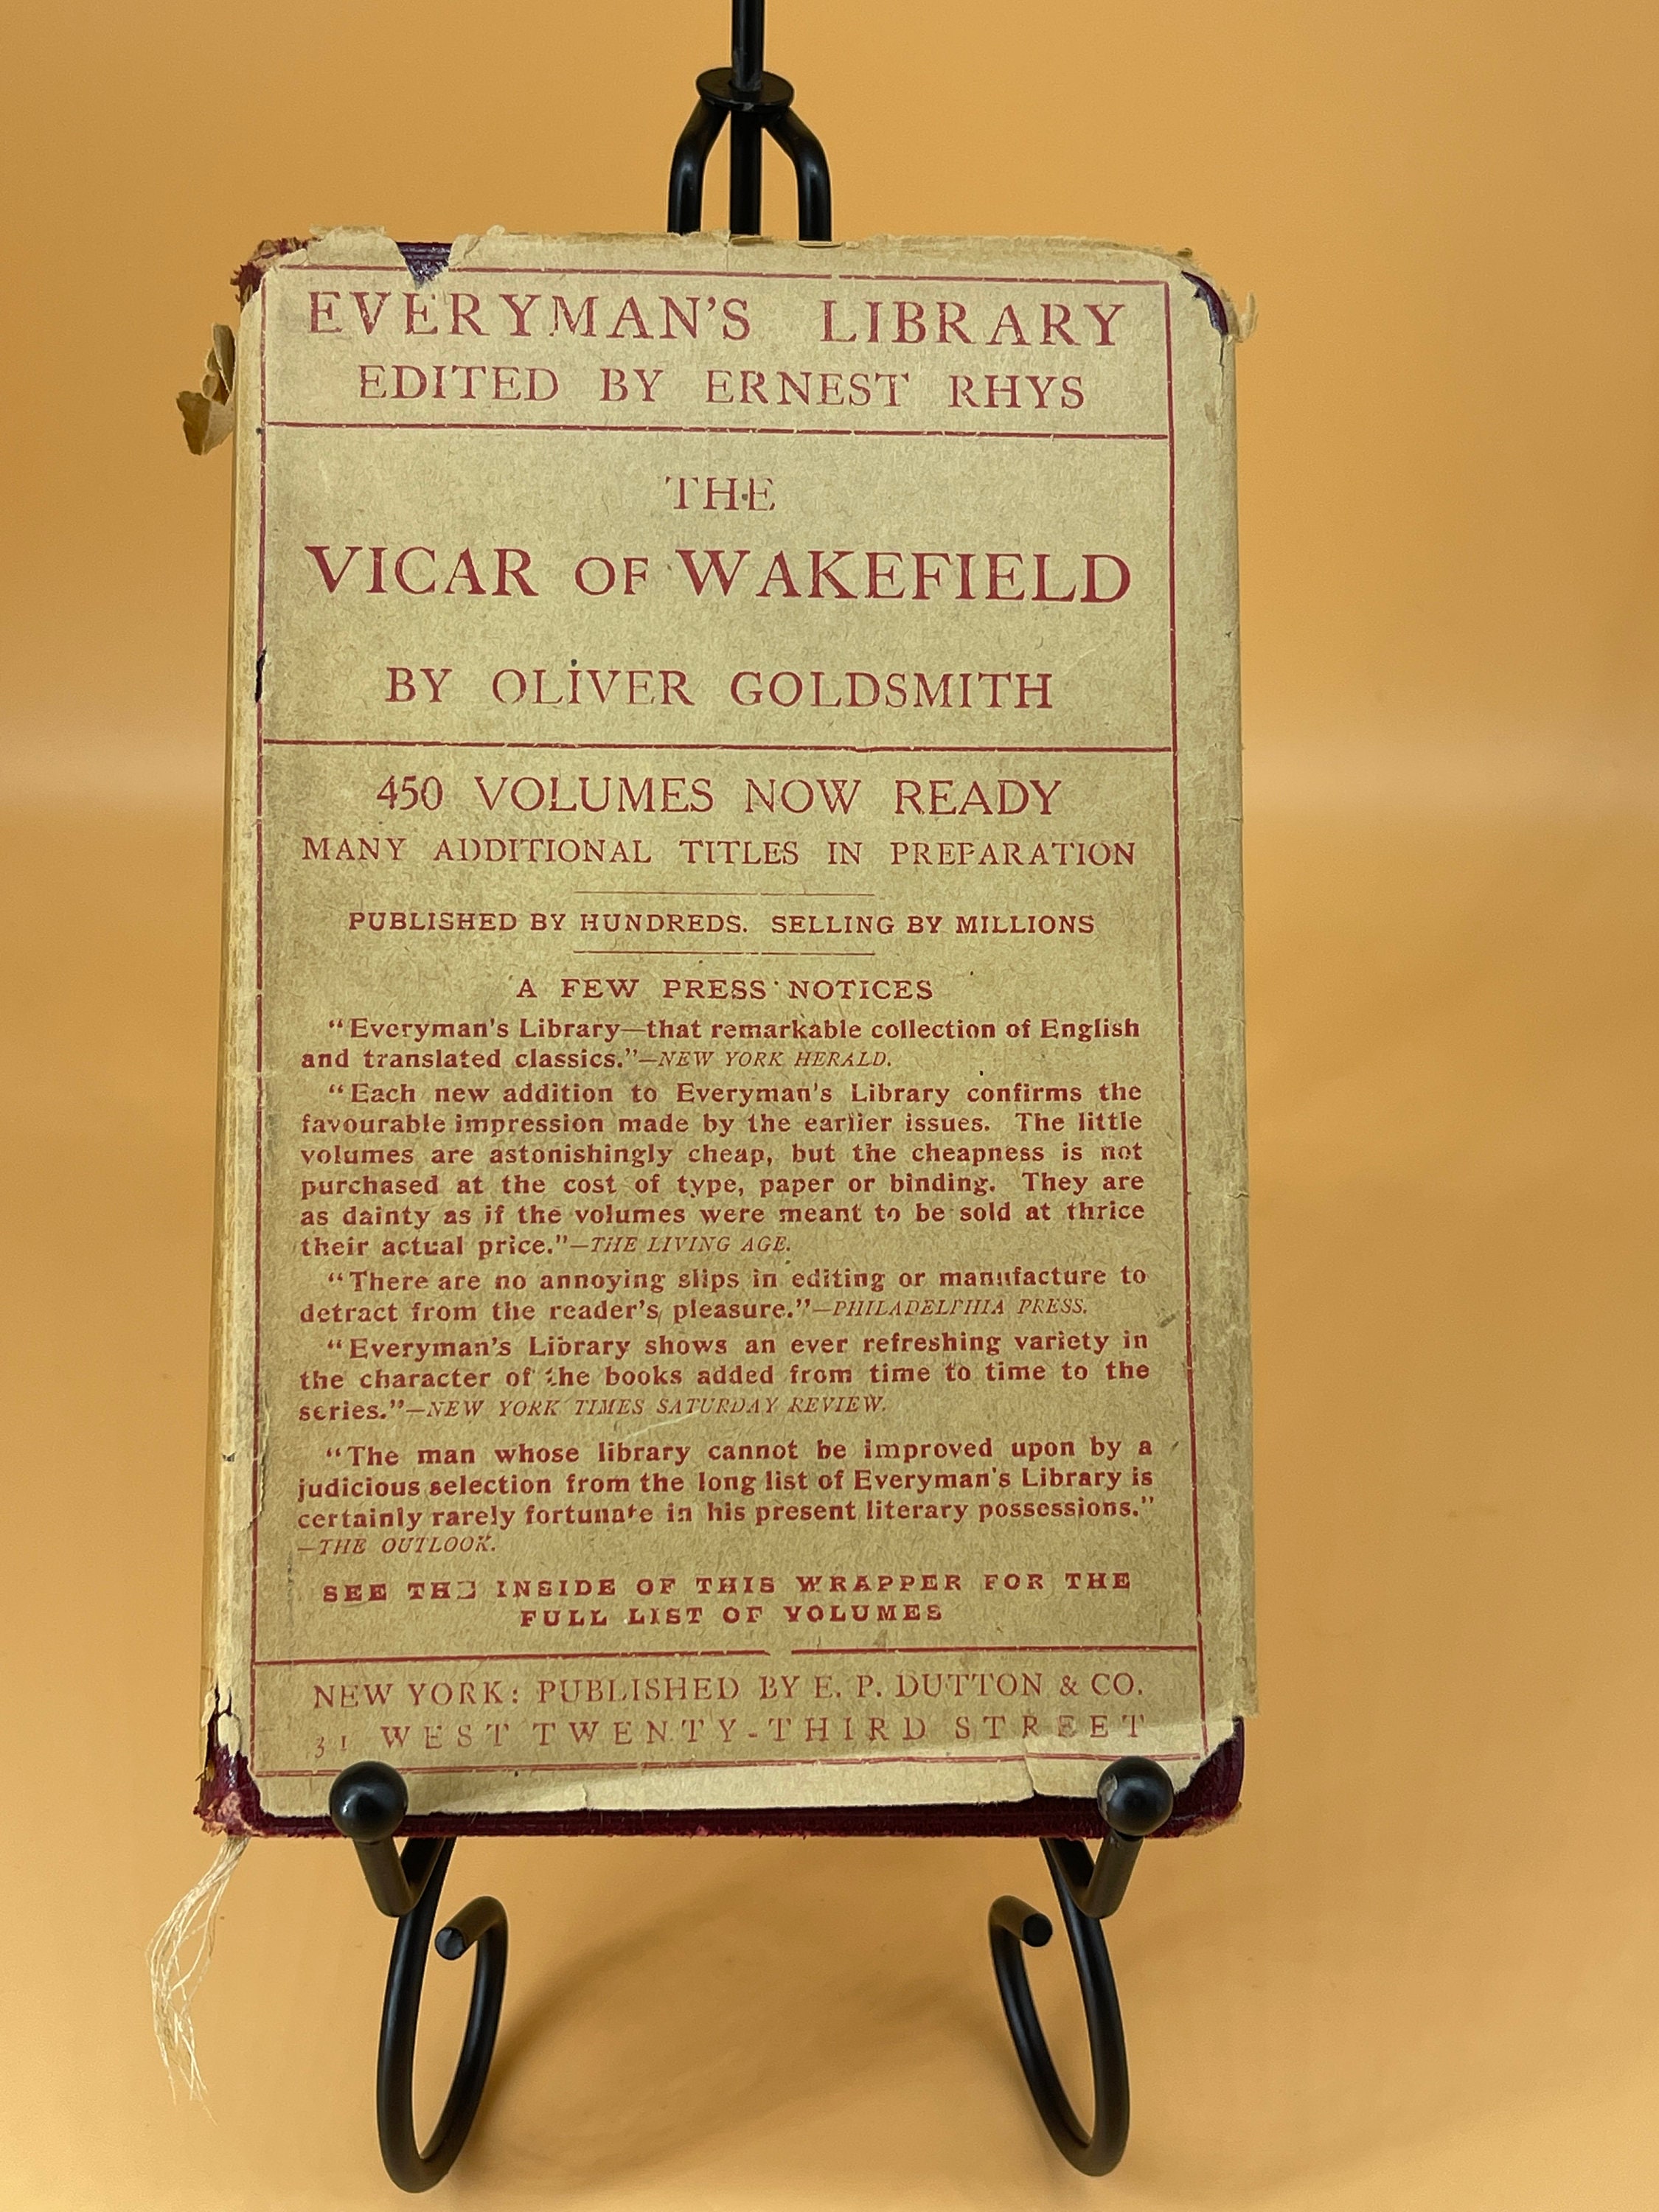 EVERYMAN'S LIBRARY
EDITED BY ERNEST RHYS
THE
VICAR OF WAKEFIELD
BY OLIVER GOLDSMITH
450 VOLUMES NOW READY
MANY ADDITIONAL TITLES IN PREPARATION
PUBLISHED BY HUNDREDS. SELLING BY MILLIONS
A FEW PRESS NOTICES
"Everyman's Library—that remarkable collection of English
and translated classics."—NEW YORK HERALD.
"Each new addition to Everyman's Library confirms the
favourable impression made by the earlier issues. The little
volumes are astonishingly cheap, but the cheapness is not
purchased at the cost of type, paper or binding. They are
as dainty as if the volumes were meant to be sold at thrice
their actual price."—THE LIVING AGE.
"There are no annoying slips in editing or manufacture to
detract from the reader's pleasure."—PHILADELPHIA PRESS.
"Everyman's Library shows an ever refreshing variety in
the character of the books added from time to time to the
series."—NEW YORK TIMES SATURDAY REVIEW.
"The man whose library cannot be improved upon by a
judicious selection from the long list of Everyman's Library is
certainly rarely fortunate in his present literary possessions."
—THE OUTLOOK.
SEE THE INSIDE OF THIS WRAPPER FOR THE
FULL LIST OF VOLUMES
NEW YORK: PUBLISHED BY E. P. DUTTON & CO.
31 WEST TWENTY-THIRD STREET